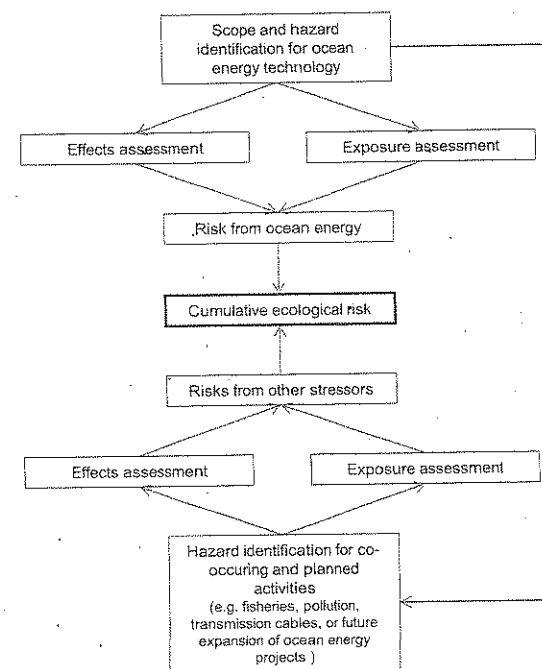 Scope and hazard
identification for ocean
energy technology
Effects assessment
Exposure assessment
Risk from ocean energy
Cumulative ecological risk
Risks from other stressors
Effects assessment
Exposure assessment
Hazard identification for co-
occuring and planned
activities
(e.g. fisheries, pollution,
transmission cables, or future
expansion of ocean energy
projects )